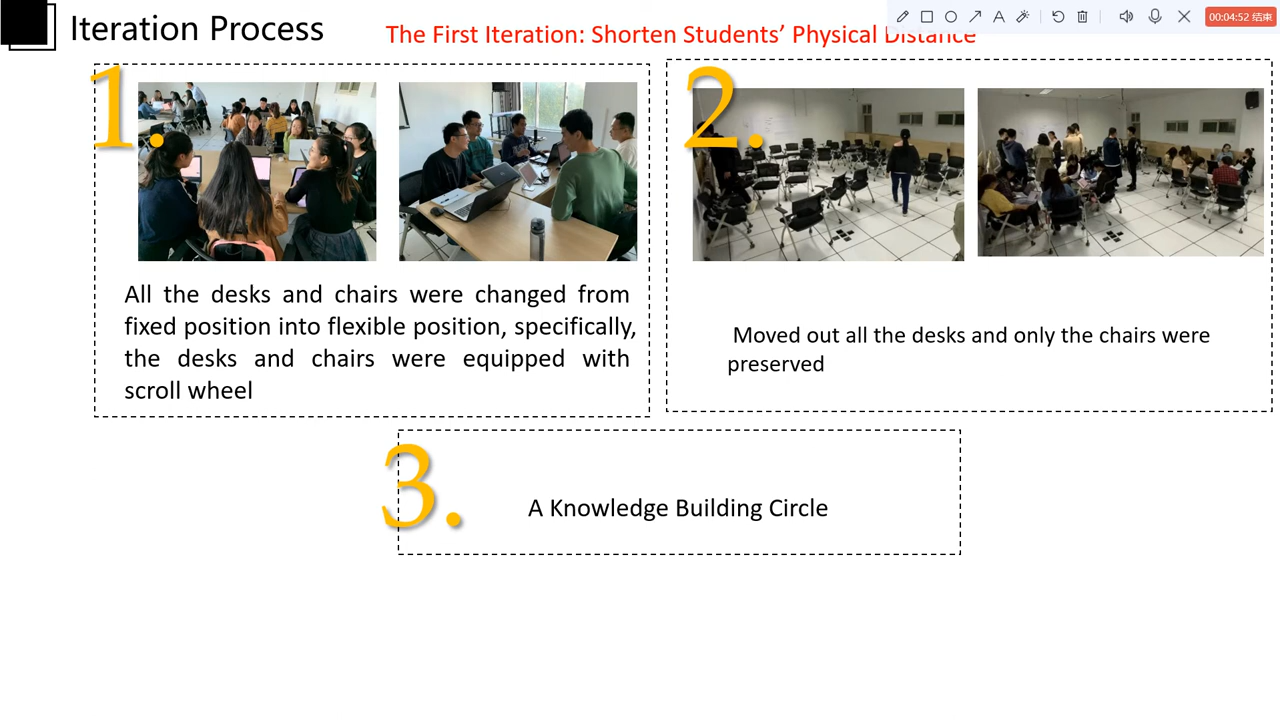 Iteration Process
The First Iteration: Shorten Students’ Physical Distance
00:04:52 结束
1.
All the desks and chairs were changed from
fixed position into flexible position, specifically,
the desks and chairs were equipped with
scroll wheel
2.
Moved out all the desks and only the chairs were
preserved
3.
A Knowledge Building Circle